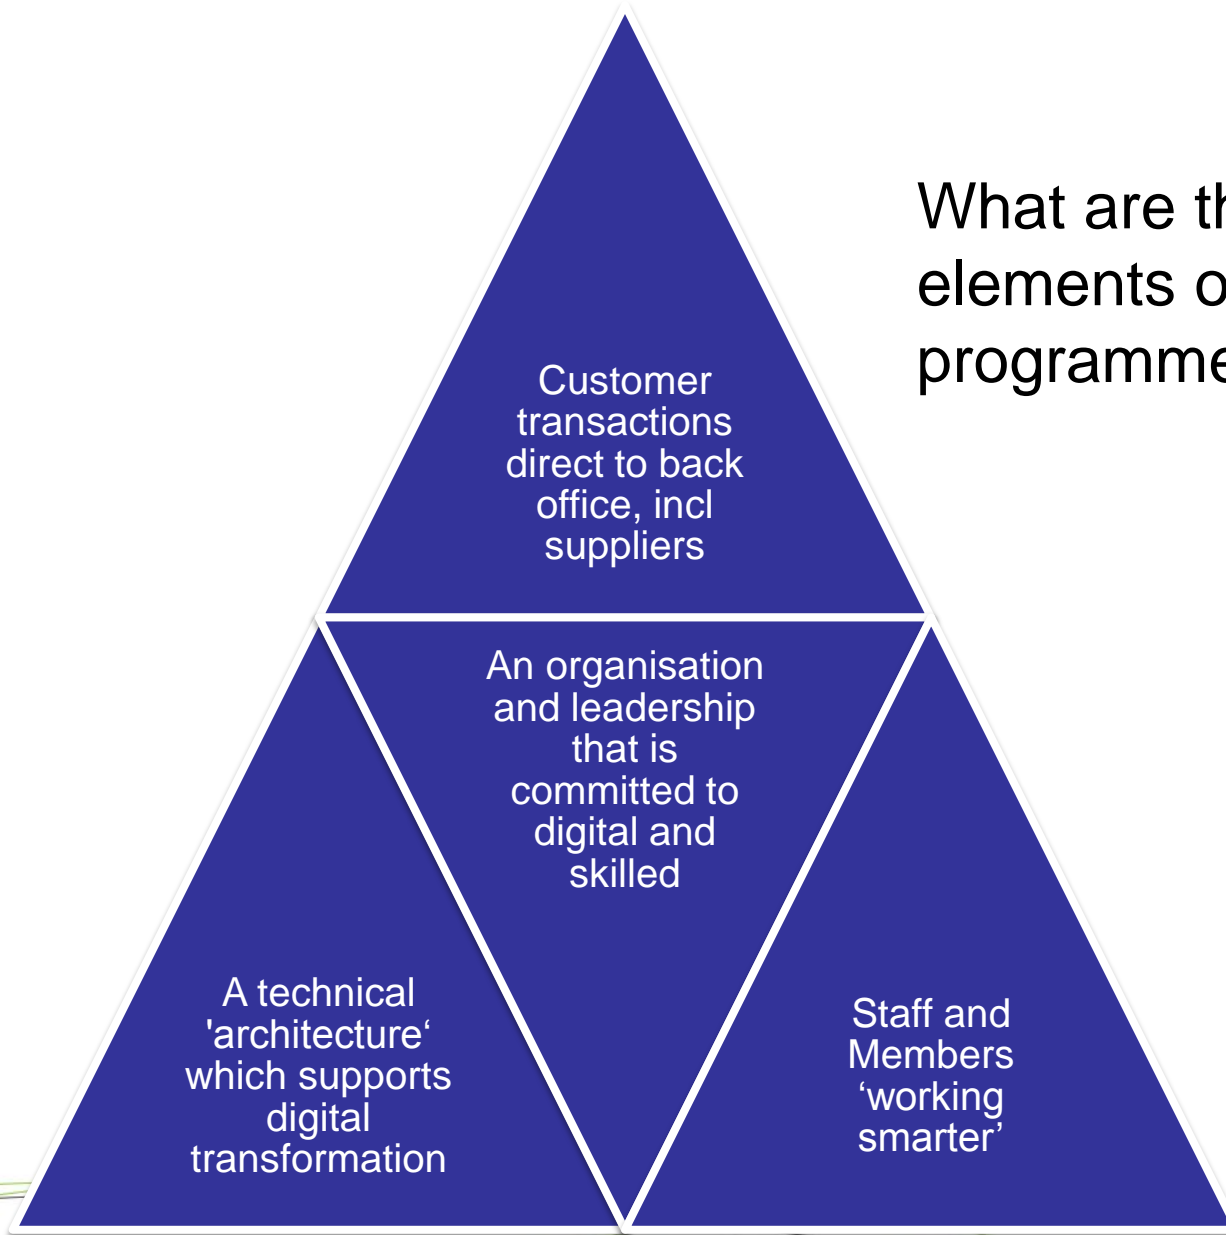 What are
elements
programme
Customer
transactions
direct to back
office, incl
suppliers
An organisation
and leadership
that is
committed to
digital and
skilled
A technical
'architecture‘
which supports
digital
transformation
Staff and
Members
‘working
smarter’